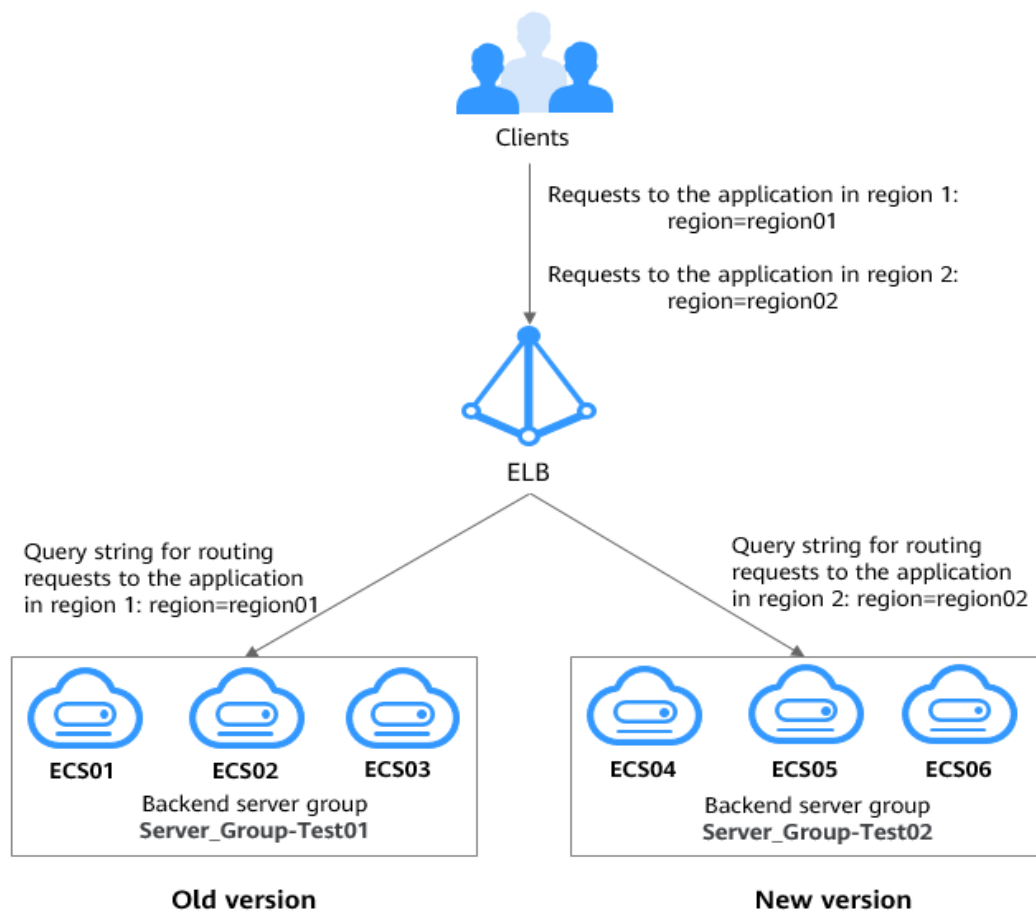 Clients
Requests to the application in region 1:
region=region01
Requests to the application in region 2:
region=region02
ELB
Query string for routing
requests to the application
in region 1: region=region01
Query string for routing
requests to the application
in region 2: region=region02
ECS01
ECS02
ECS03
Backend server group
Server_Group-Test01
ECS04
ECS05
ECS06
Backend server group
Server_Group-Test02
Old version
New version